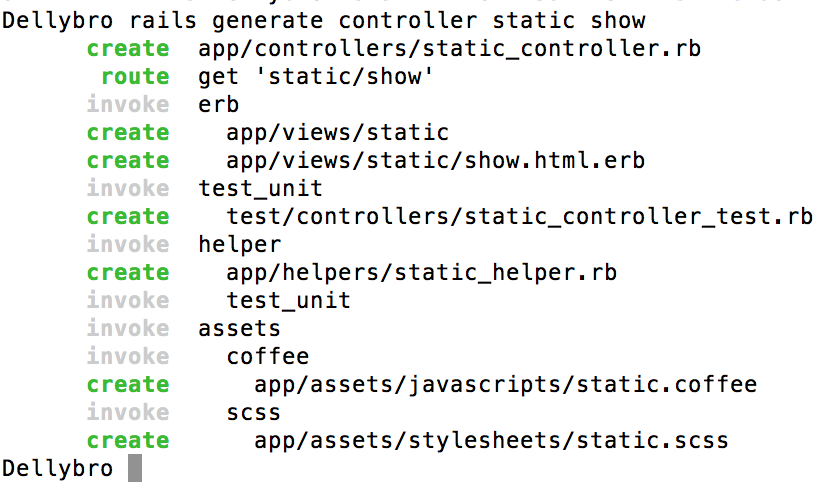 Dellybro rails generate controller static show
create app/controllers/static_controller.rb
route get 'static/show'
invoke erb
create app/views/static
create app/views/static/show.html.erb
invoke test_unit
create test/controllers/static_controller_test.rb
invoke helper
create app/helpers/static_helper.rb
invoke test_unit
invoke assets
invoke coffee
create app/assets/javascripts/static.coffee
invoke scss
create app/assets/stylesheets/static.scss
Dellybro